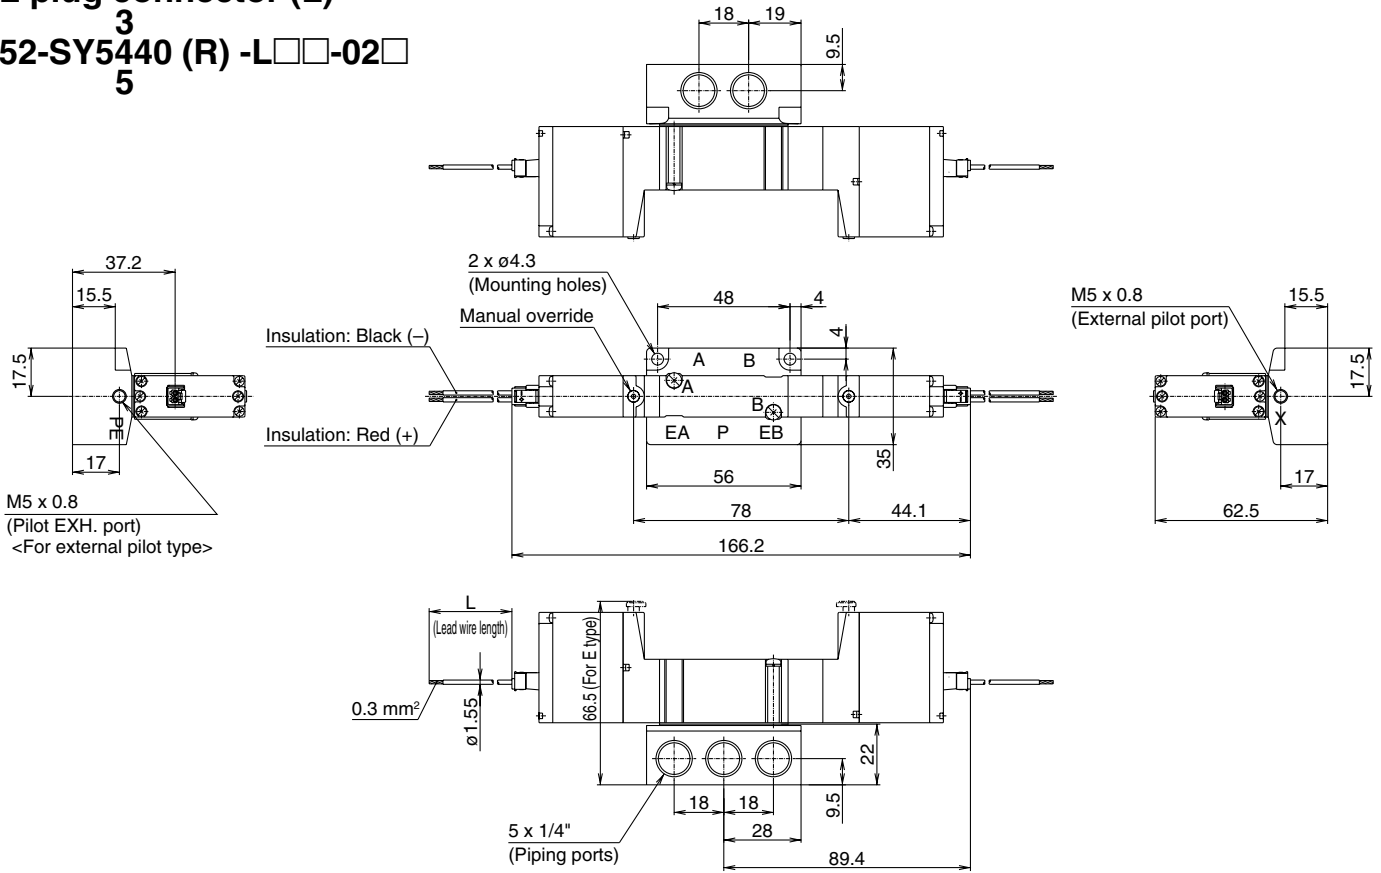 plug connector (L)
3
52-SY5440 (R) -L□□-02□
5
18
19
9.5
37.2
15.5
17.5
PE
17
M5 x 0.8
(Pilot EXH. port)
<For external pilot type>
2 x ø4.3
(Mounting holes)
Manual override
Insulation: Black (–)
Insulation: Red (+)
48
4
4
A
B
A
B
EA
P
EB
35
56
78
44.1
166.2
M5 x 0.8
(External pilot port)
15.5
17.5
X
17
62.5
L
(Lead wire length)
0.3 mm²
ø1.55
66.5 (For E type)
22
9.5
18
18
28
89.4
5 x 1/4"
(Piping ports)